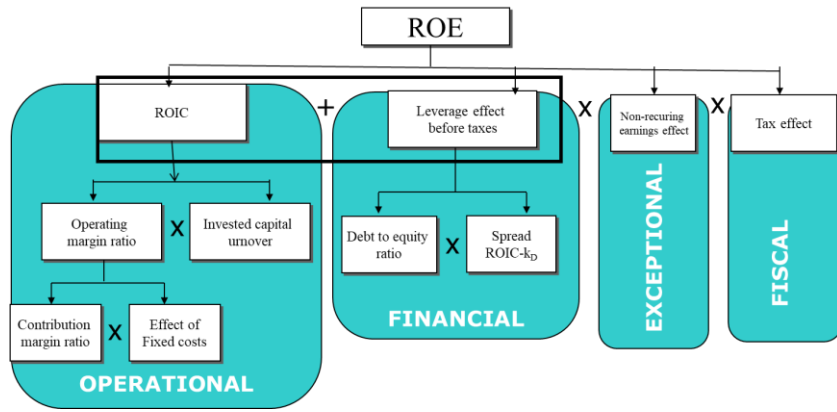 ROE
ROIC
+
Leverage effect
before taxes
x
Non-recuring
earnings effect
x
Tax effect
Operating
margin ratio
x
Invested capital
urnover
Debt to equity
ratio
x
Spread
ROIC-kD
Contribution
margin ratio
x
Effect of
Fixed costs
OPERATIONAL
FINANCIAL
EXCEPTIONAL
FISCAL